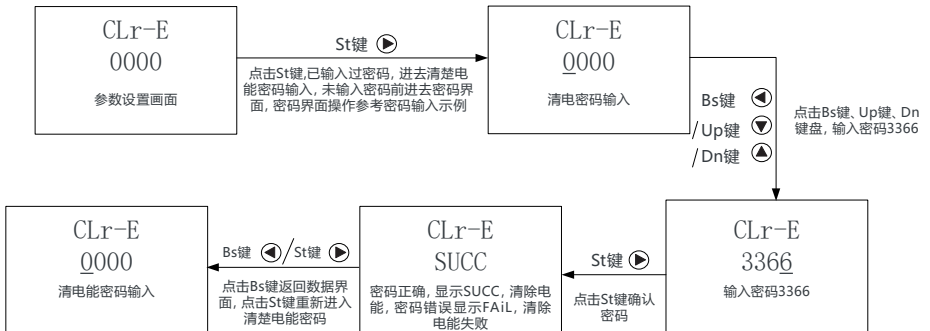 CLr-E
0000
参数设置画面
St键
点击St键,已输入过密码, 进去清楚电
能密码输入, 未输入密码前进去密码界
面, 密码界面操作参考密码输入示例
CLr-E
0000
清电密码输入
Bs键
/Up键
/Dn键
点击Bs键、Up键、Dn
键盘, 输入密码3366
CLr-E
3366
输入密码3366
St键
点击St键确认
密码
CLr-E
SUCC
密码正确, 显示SUCC, 清除电
能, 密码错误显示FAiL, 清除
电能失败
Bs键 /St键
点击Bs键返回数据界
面, 点击St键重新进入
清楚电能密码
CLr-E
0000
清电能密码输入